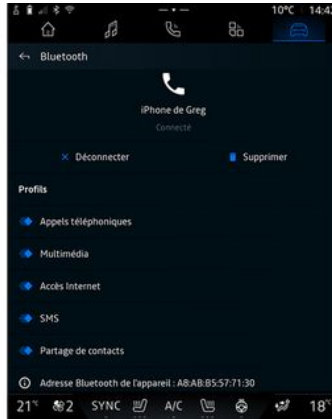 10°C 14:42
Bluetooth
iPhone de Greg
Connecté
Déconnecter Supprimer
Profils
Appels téléphoniques
Multimédia
Accès Internet
SMS
Partage de contacts
Adresse Bluetooth de l'appareil : A8:AB:B5:57:71:30
21° 2 SYNC A/C 18°